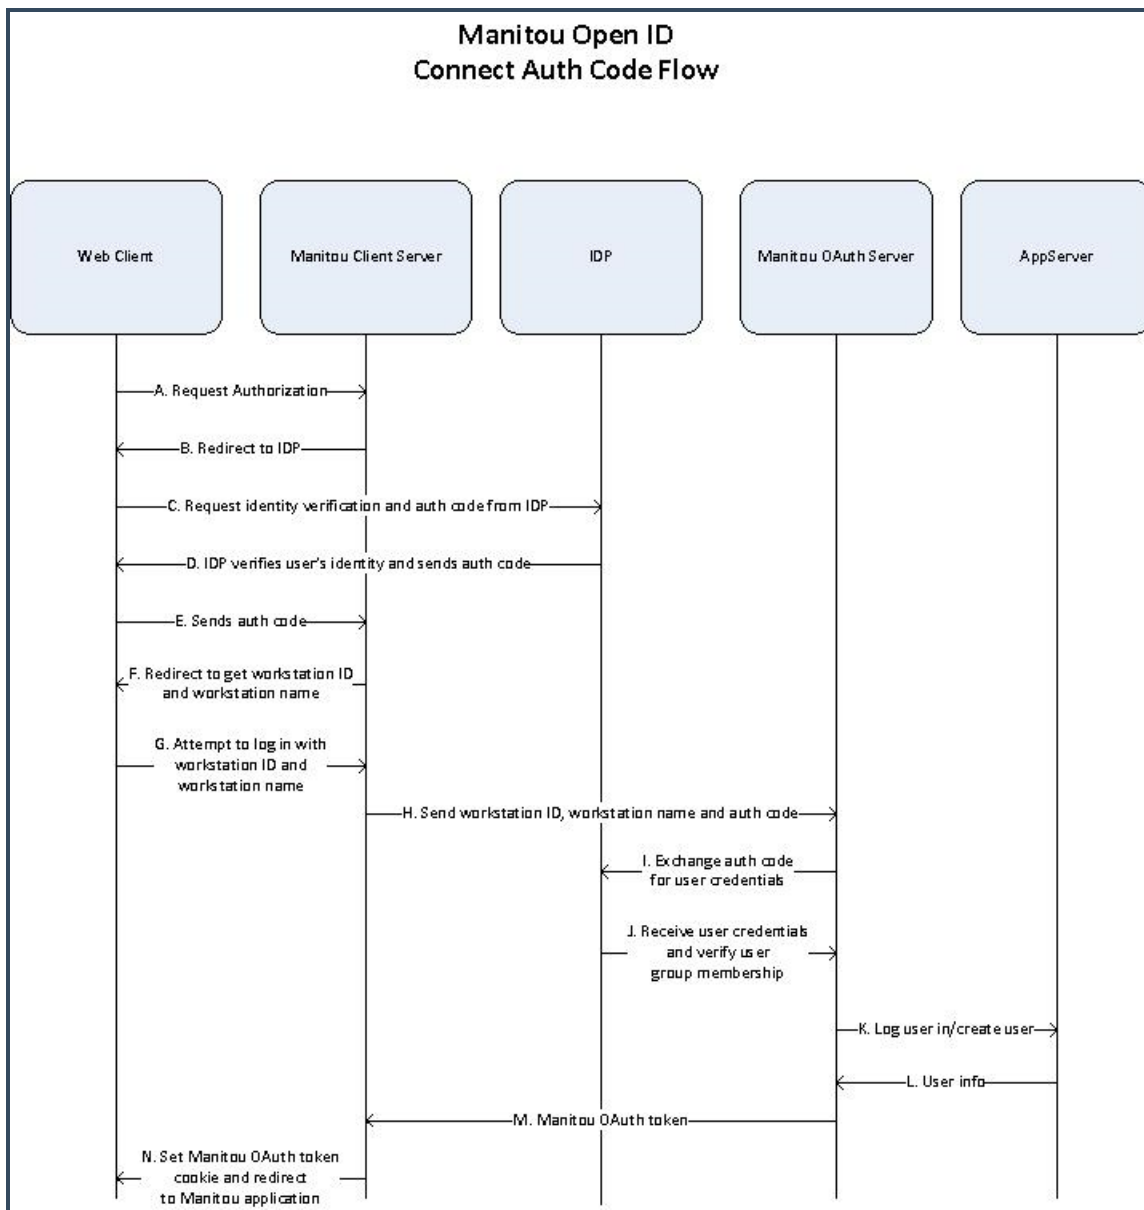 Manitou Open ID
Connect Auth Code Flow
Web Client
Manitou Client Server
IDP
Manitou OAuth Server
AppServer
A. Request Authorization
B. Redirect to IDP
C. Request identity verification and auth code from IDP
D. IDP verifies user's identity and sends auth code
E. Sends auth code
F. Redirect to get workstation ID
and workstation name
G. Attempt to log in with
workstation ID and
workstation name
H. Send workstation ID, workstation name and auth code
I. Exchange auth code
for user credentials
J. Receive user credentials
and verify user
group membership
K. Log user in/create user
L. User info
M. Manitou OAuth token
N. Set Manitou OAuth token
cookie and redirect
to Manitou application